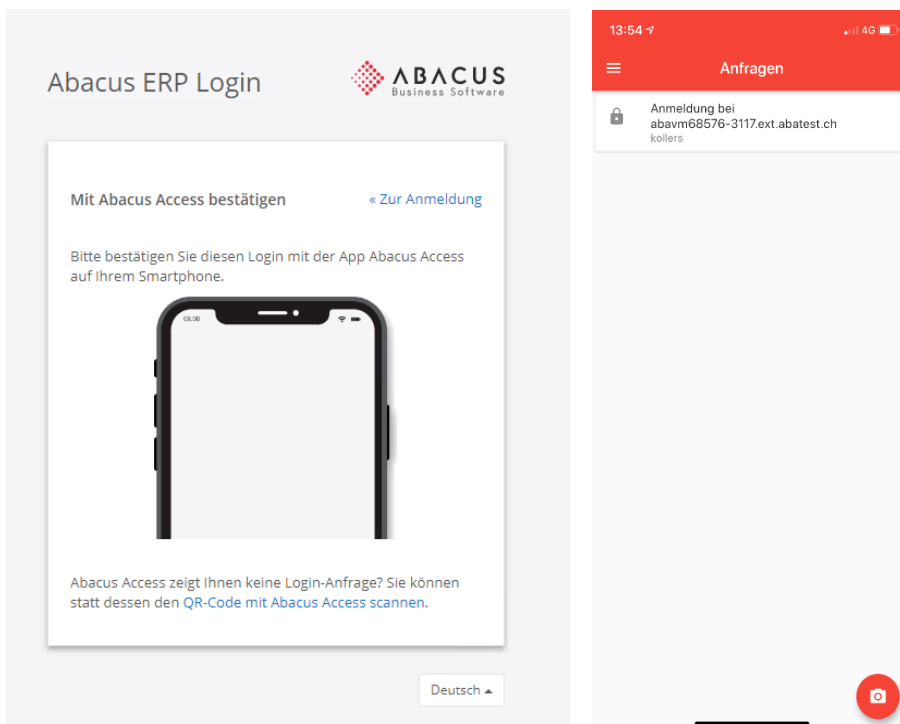 Abacus ERP Login
ABACUS
Business Software
Mit Abacus Access bestätigen
« Zur Anmeldung
Bitte bestätigen Sie diesen Login mit der App Abacus Access
auf Ihrem Smartphone.
08.00
Abacus Access zeigt Ihnen keine Login-Anfrage? Sie können
statt dessen den QR-Code mit Abacus Access scannen.
Deutsch
13:54
4G
Anfragen
Anmeldung bei
abavm68576-3117.ext.abatest.ch
kollers